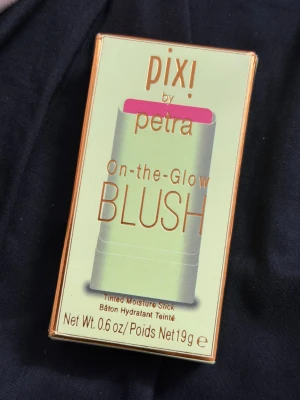 pixi
by
petra
On-the-Glow
BLUSH
Tinted Moisture Stick
Bâton Hydratant Teinté
Net Wt. 0.6 oz/ Poids Net 19g ℮